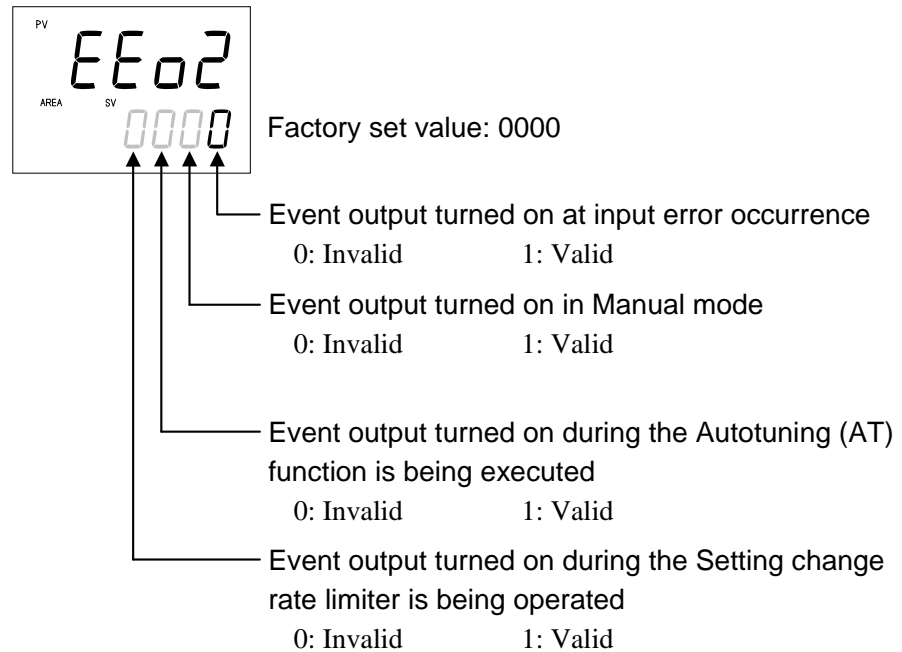 PV
EEo2
AREA SV
0000
Factory set value: 0000
Event output turned on at input error occurrence
0: Invalid 1: Valid
Event output turned on in Manual mode
0: Invalid 1: Valid
Event output turned on during the Autotuning (AT)
function is being executed
0: Invalid 1: Valid
Event output turned on during the Setting change
rate limiter is being operated
0: Invalid 1: Valid